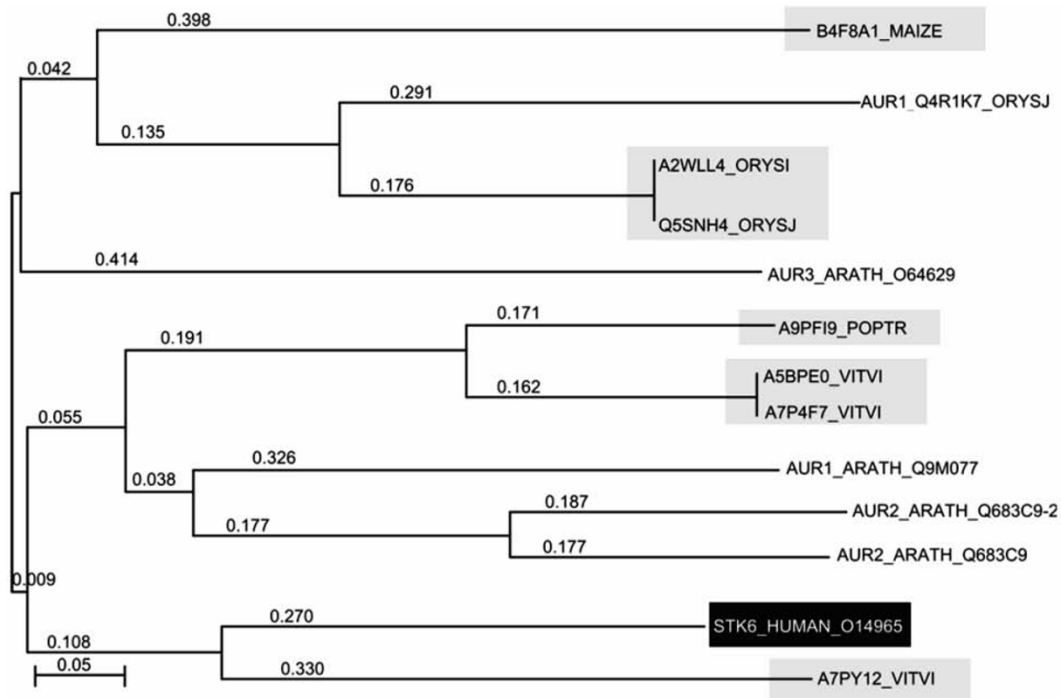 0.398
B4F8A1_MAIZE
0.042
0.291
AUR1_Q4R1K7_ORYSJ
0.135
A2WLL4_ORYSI
0.176
Q5SNH4_ORYSJ
0.414
AUR3_ARATH_O64629
0.171
A9PFI9_POPTR
0.191
A5BPE0_VITVI
0.162
A7P4F7_VITVI
0.055
0.326
AUR1_ARATH_Q9M077
0.038
0.187
AUR2_ARATH_Q683C9-2
0.177
0.177
AUR2_ARATH_Q683C9
0.009
0.270
STK6_HUMAN_O14965
0.108
0.05
0.330
A7PY12_VITVI